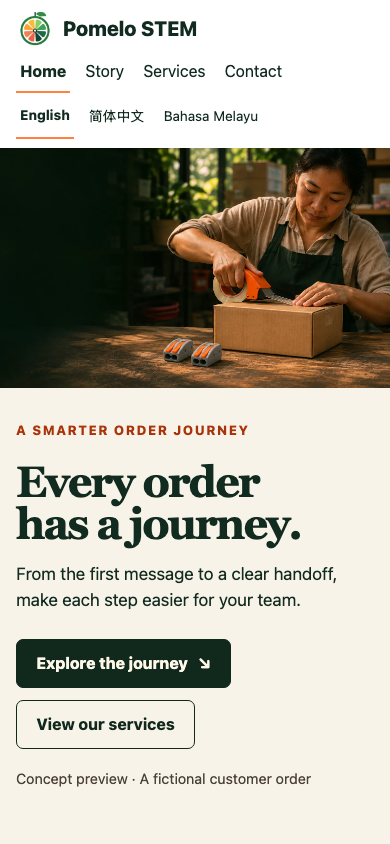 Pomelo STEM
Home Story Services Contact
English 简体中文 Bahasa Melayu
A SMARTER ORDER JOURNEY
Every order
has a journey.
From the first message to a clear handoff,
make each step easier for your team.
Explore the journey ↘
View our services
Concept preview · A fictional customer order